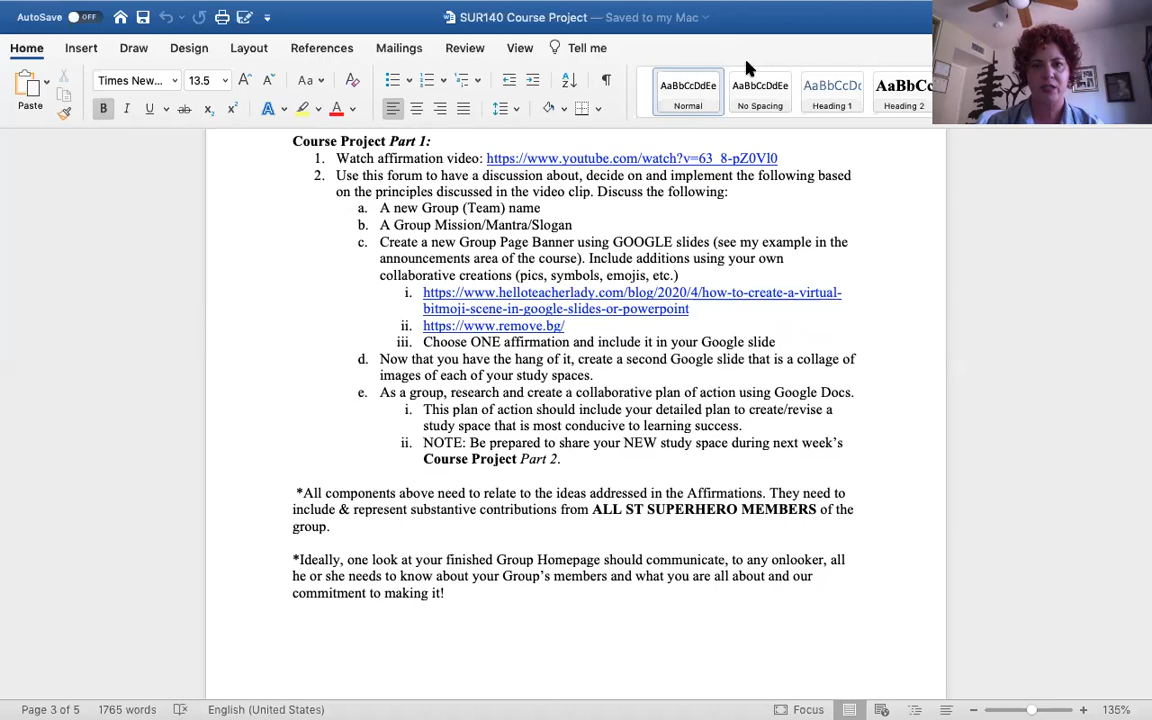 AutoSave OFF SUR140 Course Project — Saved to my Mac
Home Insert Draw Design Layout References Mailings Review View Tell me
Paste Times New... 13.5 Aa AaBbCcDdEe AaBbCcDdEe AaBbCcDc AaBbCc
B I U ab x₂ x² A A Normal No Spacing Heading 1 Heading 2
Course Project Part 1:
1. Watch affirmation video: https://www.youtube.com/watch?v=63_8-pZ0Vl0
2. Use this forum to have a discussion about, decide on and implement the following based
on the principles discussed in the video clip. Discuss the following:
a. A new Group (Team) name
b. A Group Mission/Mantra/Slogan
c. Create a new Group Page Banner using GOOGLE slides (see my example in the
announcements area of the course). Include additions using your own
collaborative creations (pics, symbols, emojis, etc.)
i. https://www.helloteacherlady.com/blog/2020/4/how-to-create-a-virtual-
bitmoji-scene-in-google-slides-or-powerpoint
ii. https://www.remove.bg/
iii. Choose ONE affirmation and include it in your Google slide
d. Now that you have the hang of it, create a second Google slide that is a collage of
images of each of your study spaces.
e. As a group, research and create a collaborative plan of action using Google Docs.
i. This plan of action should include your detailed plan to create/revise a
study space that is most conducive to learning success.
ii. NOTE: Be prepared to share your NEW study space during next week's
Course Project Part 2.
*All components above need to relate to the ideas addressed in the Affirmations. They need to
include & represent substantive contributions from ALL ST SUPERHERO MEMBERS of the
group.
*Ideally, one look at your finished Group Homepage should communicate, to any onlooker, all
he or she needs to know about your Group's members and what you are all about and our
commitment to making it!
Page 3 of 5 1765 words English (United States) Focus 135%